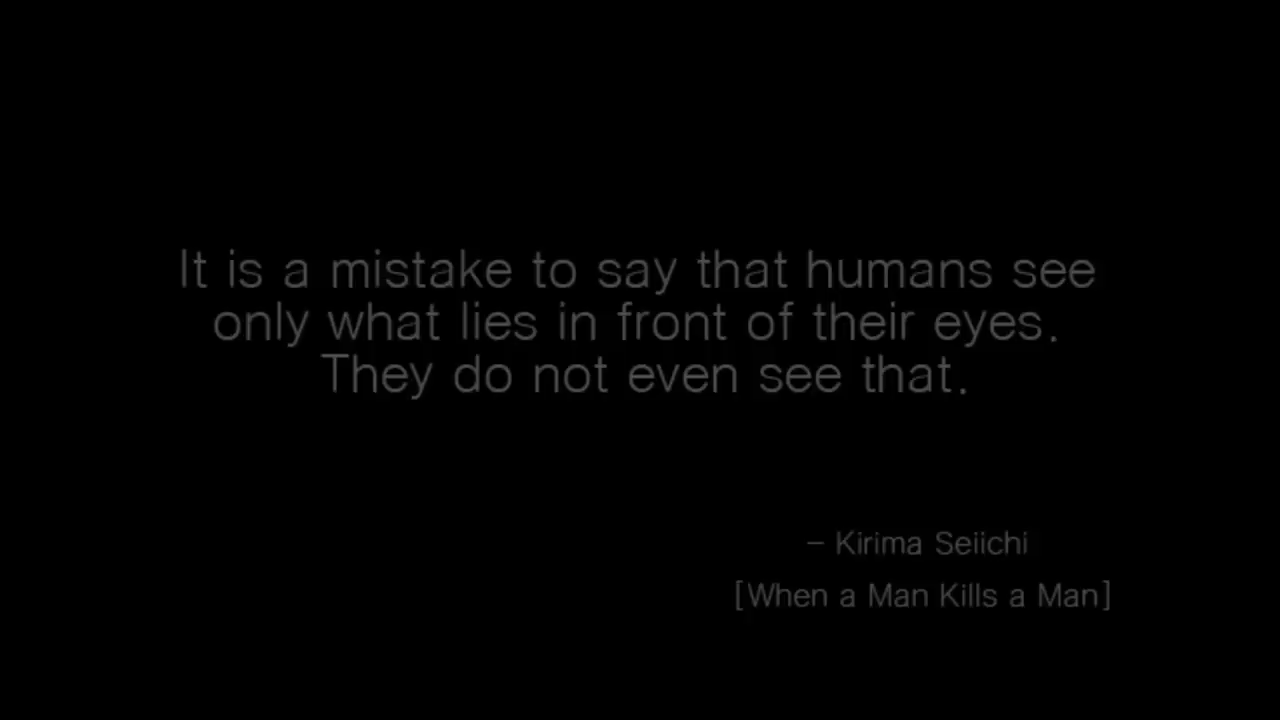 It is a mistake to say that humans see
only what lies in front of their eyes.
They do not even see that.
– Kirima Seiichi
[When a Man Kills a Man]